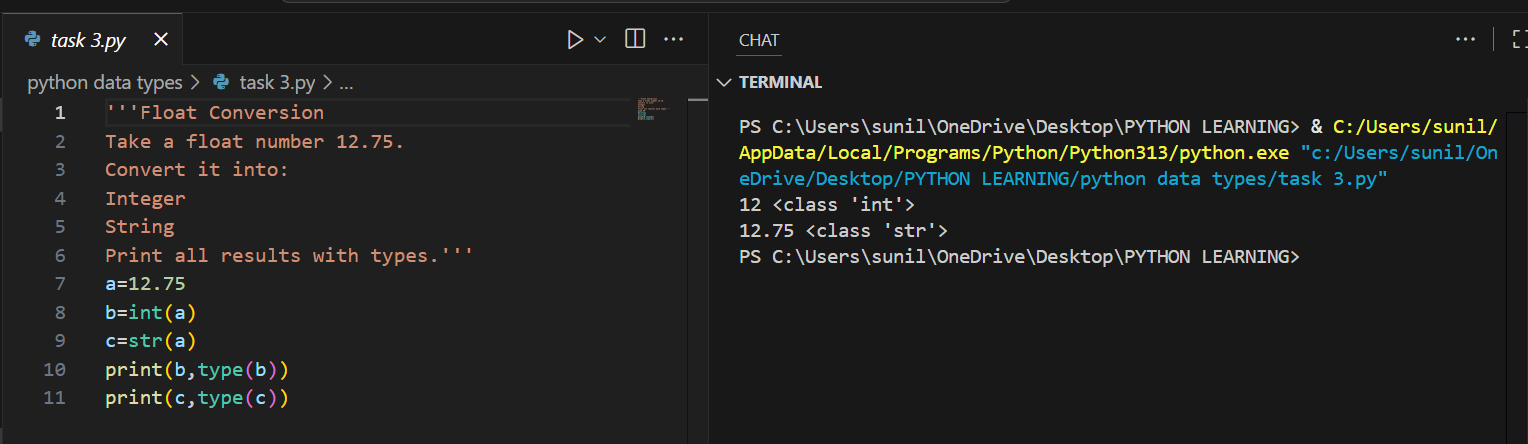 task 3.py
python data types > task 3.py > ...
1 '''Float Conversion
2 Take a float number 12.75.
3 Convert it into:
4 Integer
5 String
6 Print all results with types.'''
7 a=12.75
8 b=int(a)
9 c=str(a)
10 print(b,type(b))
11 print(c,type(c))
CHAT
TERMINAL
PS C:\Users\sunil\OneDrive\Desktop\PYTHON LEARNING> & C:/Users/sunil/
AppData/Local/Programs/Python/Python313/python.exe "c:/Users/sunil/On
eDrive/Desktop/PYTHON LEARNING/python data types/task 3.py"
12 <class 'int'>
12.75 <class 'str'>
PS C:\Users\sunil\OneDrive\Desktop\PYTHON LEARNING>